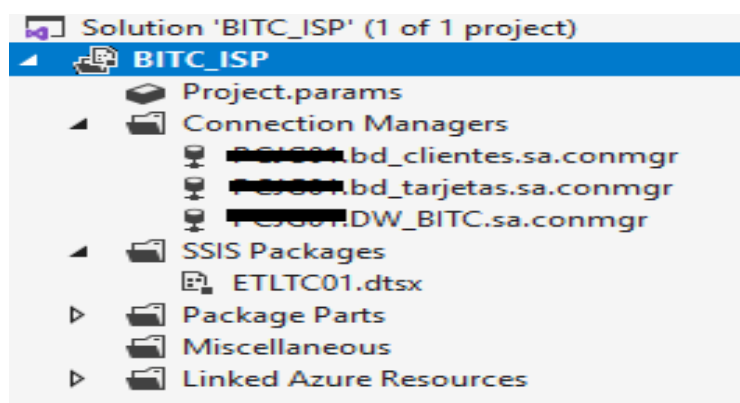 Solution 'BITC_ISP' (1 of 1 project)
BITC_ISP
Project.params
Connection Managers
.bd_clientes.sa.conmgr
.bd_tarjetas.sa.conmgr
.DW_BITC.sa.conmgr
SSIS Packages
ETLTC01.dtsx
Package Parts
Miscellaneous
Linked Azure Resources